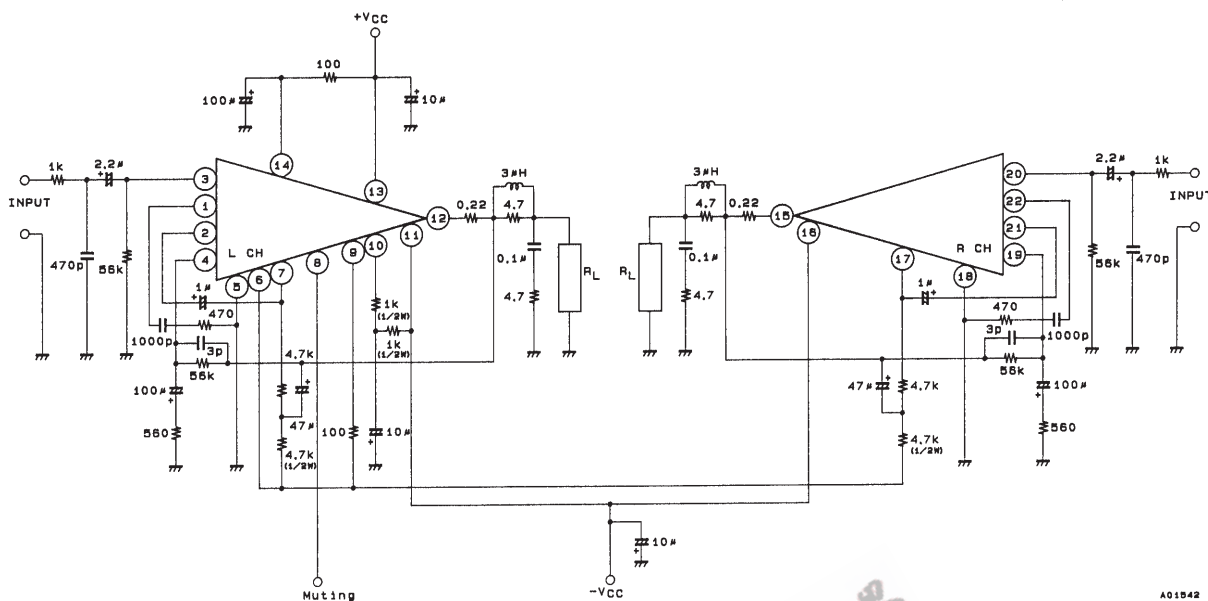 +VCC
100
100µ +
+ 10µ
1k
2.2µ
+
3
14
13
INPUT
1
2
4
470p
56k
L CH
5
6
7
8
9
10
11
12
0.22
3µH
4.7
0.1µ
4.7
RL
1µ +
470
1000p
3p
56k
100µ
+
560
4.7k
47µ
+
4.7k
(1/2W)
100
1k
(1/2W)
1k
(1/2W)
10µ
+
3µH
4.7
0.22
15
16
RL
0.1µ
4.7
17
R CH
18
20
22
21
19
2.2µ
+
1k
INPUT
56k
470p
1µ +
470
1000p
3p
56k
47µ
+
4.7k
4.7k
(1/2W)
100µ
+
560
10µ
+
Muting
-VCC
A01542